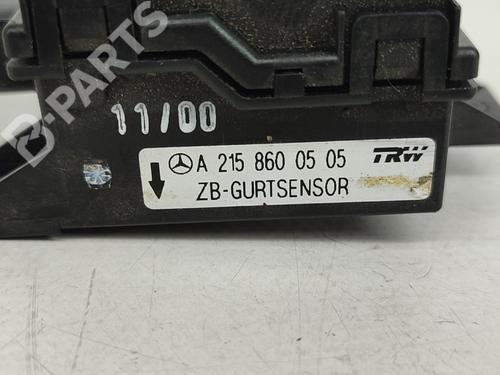 B-PARTS
11/00
A 215 860 05 05 TRW
ZB-GURTSENSOR